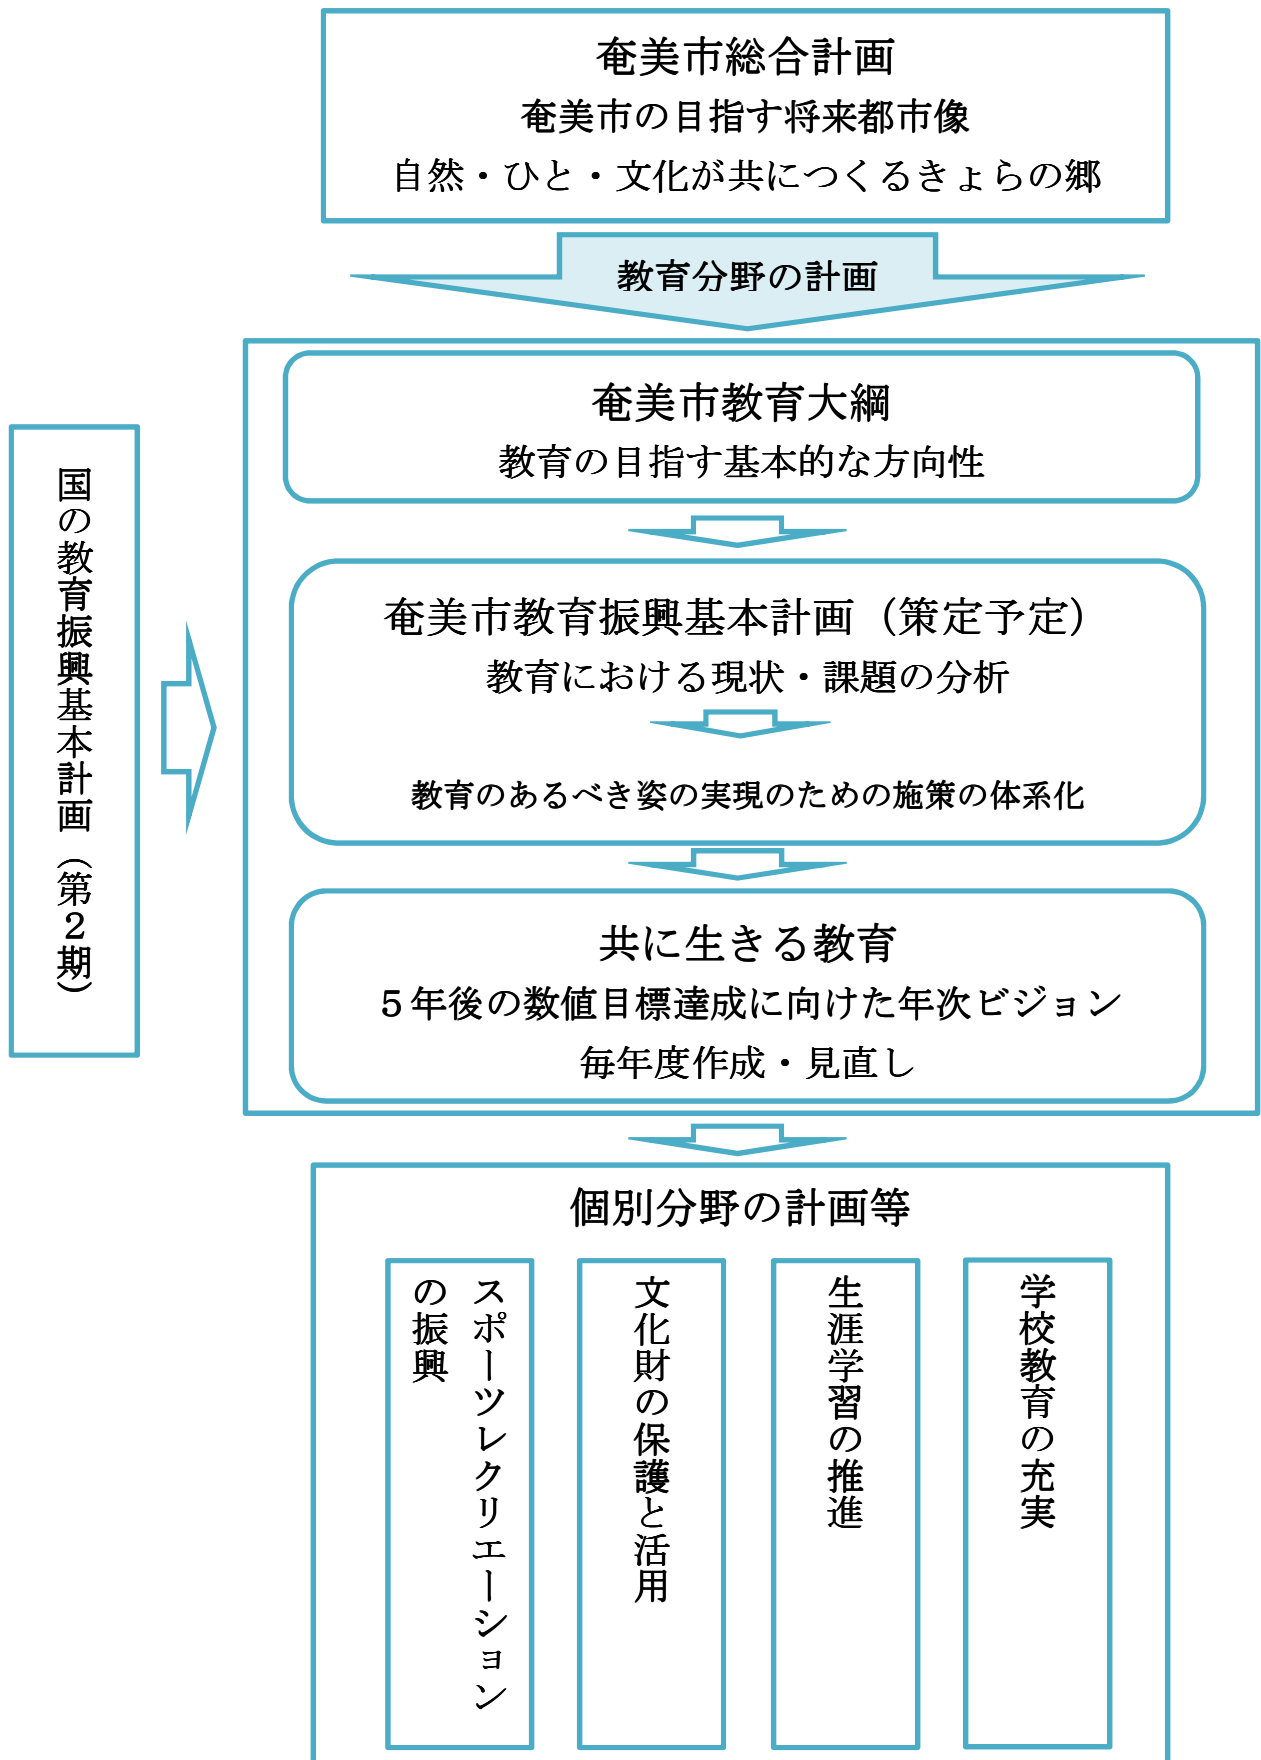 奄美市総合計画
奄美市の目指す将来都市像
自然・ひと・文化が共につくるきょらの郷
教育分野の計画
国の教育振興基本計画（第２期）
奄美市教育大綱
教育の目指す基本的な方向性
奄美市教育振興基本計画（策定予定）
教育における現状・課題の分析
教育のあるべき姿の実現のための施策の体系化
共に生きる教育
５年後の数値目標達成に向けた年次ビジョン
毎年度作成・見直し
個別分野の計画等
学校教育の充実
生涯学習の推進
文化財の保護と活用
スポーツレクリエーション
の振興